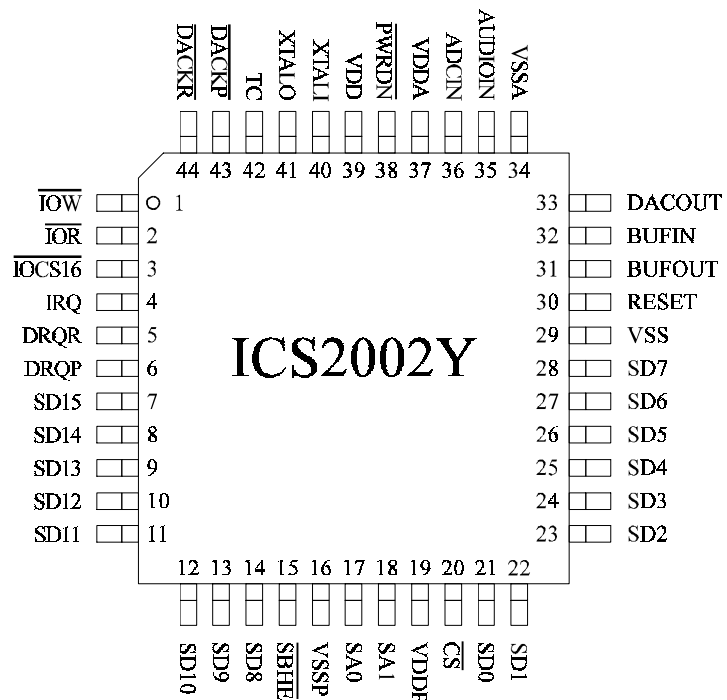 DACKR DACKP TC XTALO XTALI VDD PWRDN VDDA ADCIN AUDIOIN VSSA
44 43 42 41 40 39 38 37 36 35 34
IOW 1 33 DACOUT
IOR 2 32 BUFIN
IOCS16 3 31 BUFOUT
IRQ 4 30 RESET
DRQR 5 29 VSS
DRQP 6 28 SD7
ICS2002Y
SD15 7 27 SD6
SD14 8 26 SD5
SD13 9 25 SD4
SD12 10 24 SD3
SD11 11 23 SD2
12 13 14 15 16 17 18 19 20 21 22
SD10 SD9 SD8 SBHE VSSP SA0 SA1 VDDP CS SD0 SD1